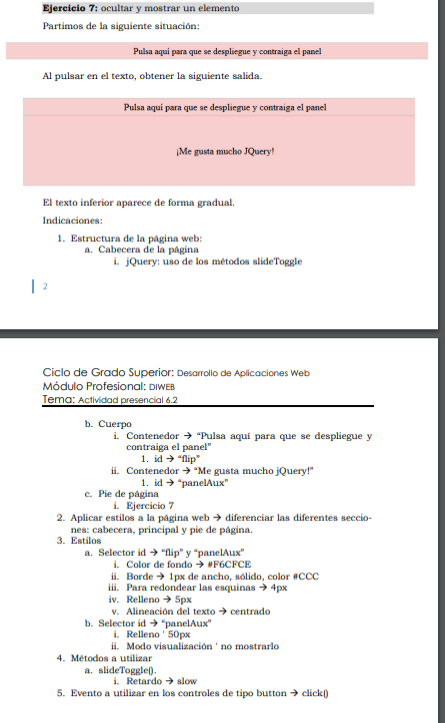 Ejercicio 7: ocultar y mostrar un elemento
Partimos de la siguiente situación:
Pulsa aquí para que se despliegue y contraiga el panel
Al pulsar en el texto, obtener la siguiente salida.
Pulsa aquí para que se despliegue y contraiga el panel
¡Me gusta mucho JQuery!
El texto inferior aparece de forma gradual.
Indicaciones:
1. Estructura de la página web:
a. Cabecera de la página
i. jQuery: uso de los métodos slideToggle
2
Ciclo de Grado Superior: Desarrollo de Aplicaciones Web
Módulo Profesional: DIWEB
Tema: Actividad presencial 6.2
b. Cuerpo
i. Contenedor → “Pulsa aquí para que se despliegue y
contraiga el panel”
1. id → “flip”
ii. Contenedor → “Me gusta mucho jQuery!”
1. id → “panelAux”
c. Pie de página
i. Ejercicio 7
2. Aplicar estilos a la página web → diferenciar las diferentes seccio-
nes: cabecera, principal y pie de página.
3. Estilos
a. Selector id → “flip” y “panelAux”
i. Color de fondo → #F6CFCE
ii. Borde → 1px de ancho, sólido, color #CCC
iii. Para redondear las esquinas → 4px
iv. Relleno → 5px
v. Alineación del texto → centrado
b. Selector id → “panelAux”
i. Relleno ' 50px
ii. Modo visualización ' no mostrarlo
4. Métodos a utilizar
a. slideToggle().
i. Retardo → slow
5. Evento a utilizar en los controles de tipo button → click()